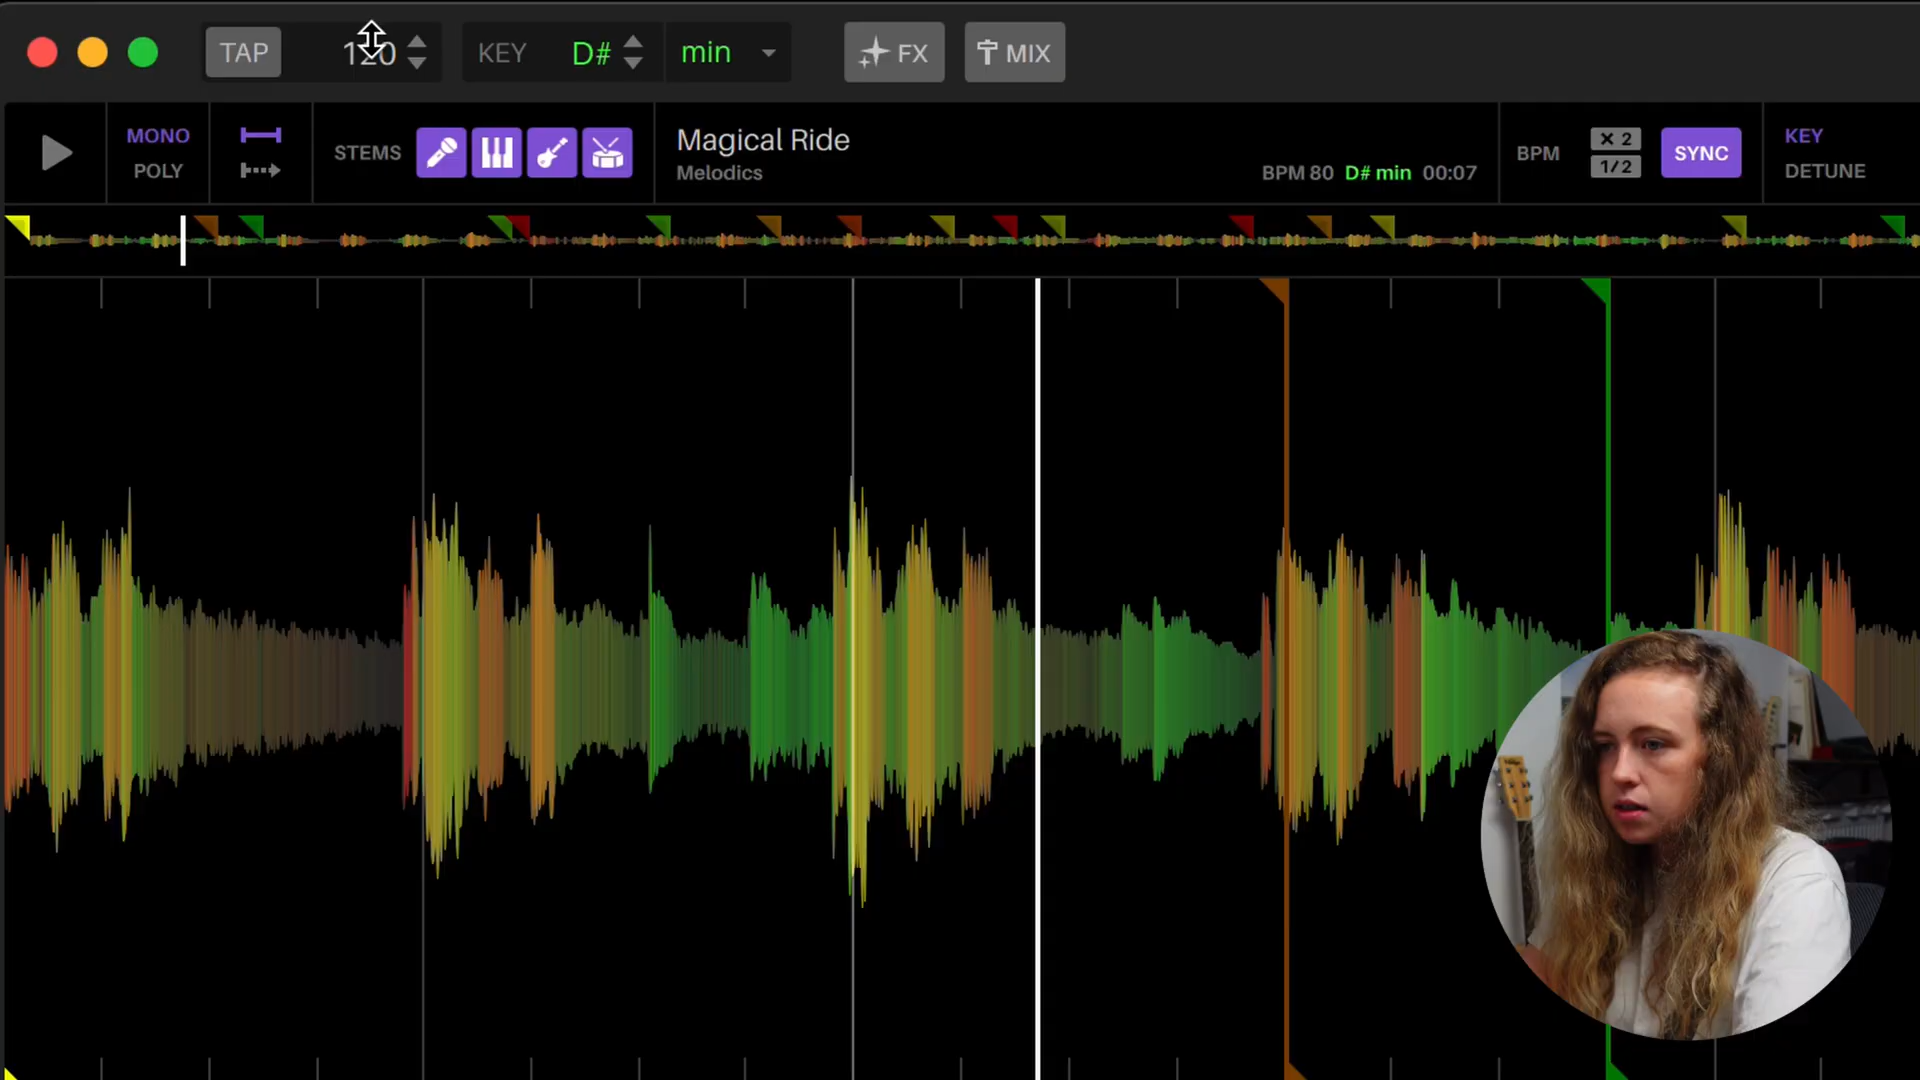 TAP 120 KEY D# min FX MIX
MONO
POLY
STEMS
Magical Ride
Melodics
BPM 80 D# min 00:07
BPM
X 2
1/2
SYNC
KEY
DETUNE